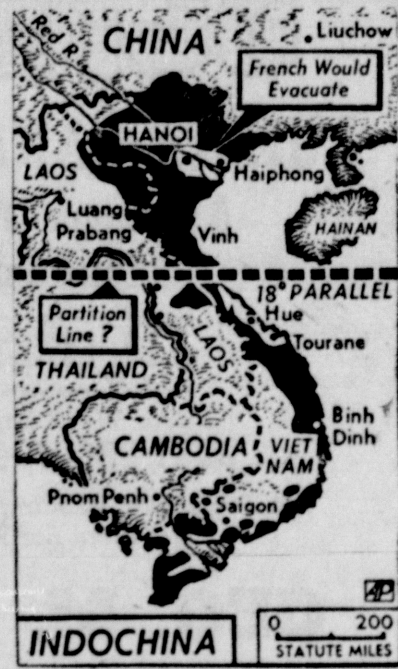 Red R.
CHINA
Liuchow
French Would
Evacuate
HANOI
LAOS
Haiphong
Luang
Prabang
Vinh
HAINAN
18° PARALLEL
Partition
Line ?
Hue
LAOS
Tourane
THAILAND
Binh
Dinh
CAMBODIA
VIET
NAM
Pnom Penh
Saigon
AP
INDOCHINA
0 200
STATUTE MILES